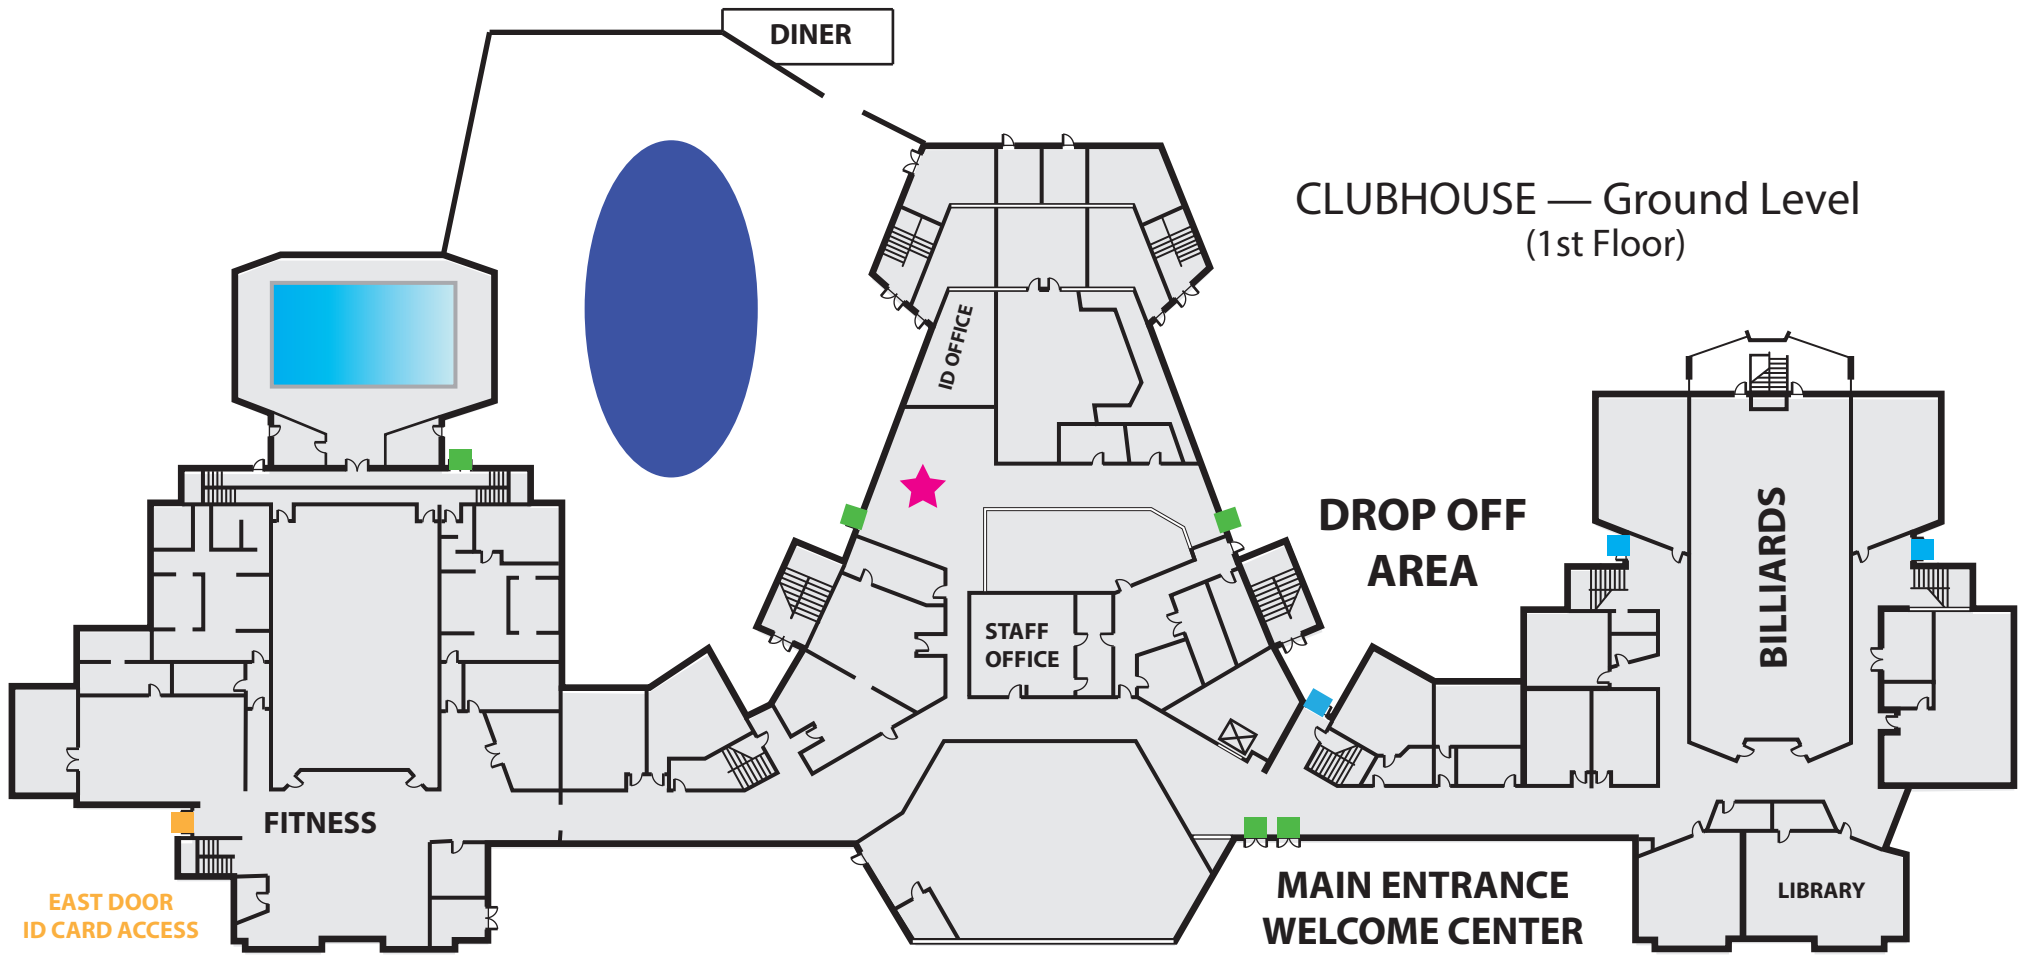 DINER
CLUBHOUSE — Ground Level
(1st Floor)
ID OFFICE
DROP OFF
AREA
BILLIARDS
STAFF
OFFICE
FITNESS
EAST DOOR
ID CARD ACCESS
MAIN ENTRANCE
WELCOME CENTER
LIBRARY